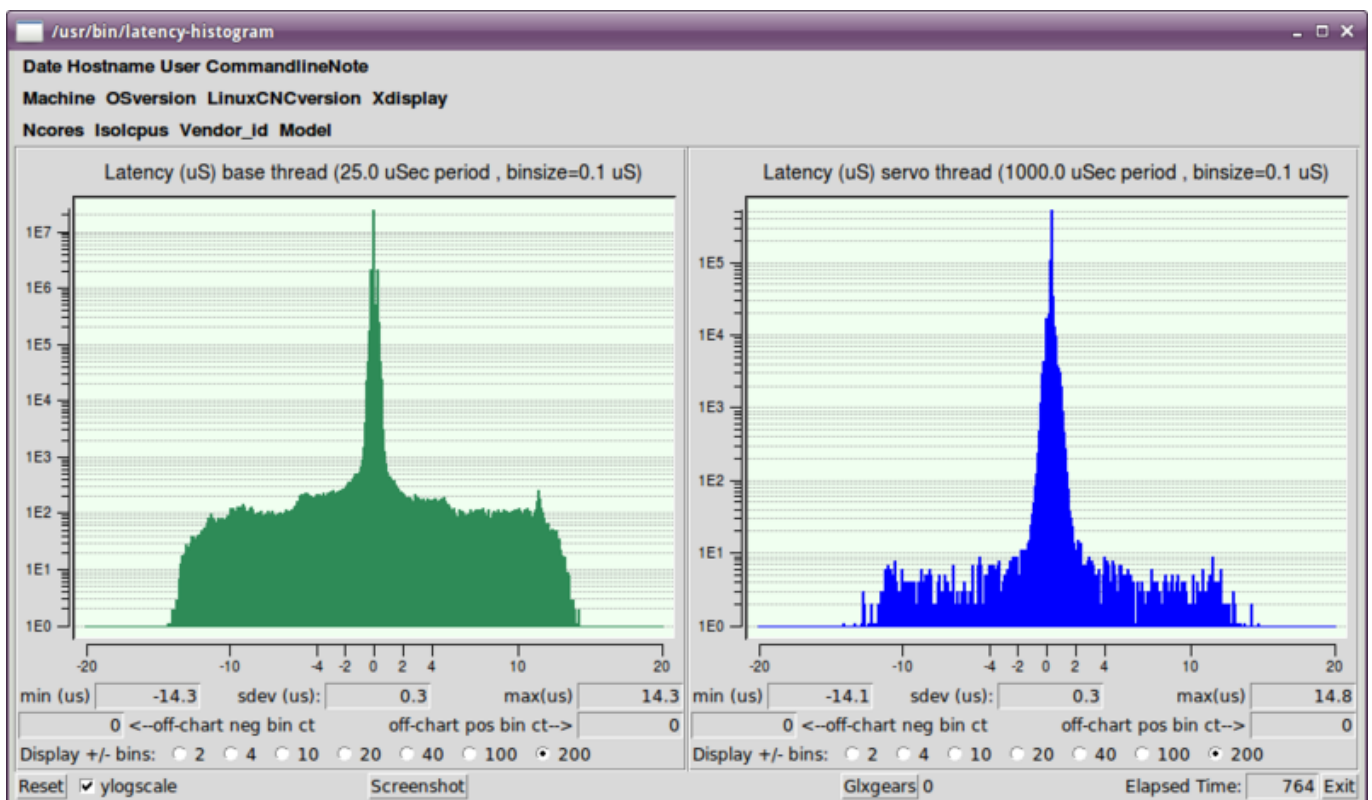 /usr/bin/latency-histogram
Date Hostname User CommandlineNote
Machine OSversion LinuxCNCversion Xdisplay
Ncores Isolcpus Vendor_id Model
Latency (uS) base thread (25.0 uSec period , binsize=0.1 uS)
1E7
1E6
1E5
1E4
1E3
1E2
1E1
1E0
-20 -10 -4 -2 0 2 4 10 20
min (us) -14.3 sdev (us): 0.3 max(us) 14.3
0 <--off-chart neg bin ct off-chart pos bin ct--> 0
Display +/- bins: 2 4 10 20 40 100 200
Latency (uS) servo thread (1000.0 uSec period , binsize=0.1 uS)
1E5
1E4
1E3
1E2
1E1
1E0
-20 -10 -4 -2 0 2 4 10 20
min (us) -14.1 sdev (us): 0.3 max(us) 14.8
0 <--off-chart neg bin ct off-chart pos bin ct--> 0
Display +/- bins: 2 4 10 20 40 100 200
Reset ylogscale Screenshot Glxgears 0 Elapsed Time: 764 Exit